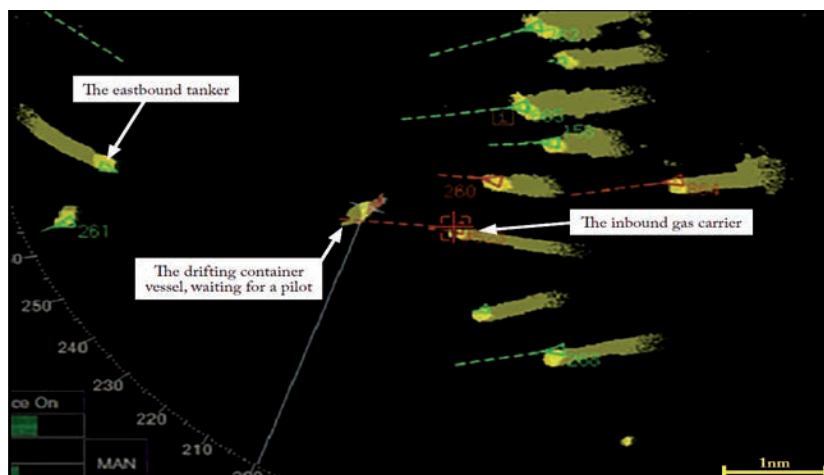 The eastbound tanker
260
The inbound gas carrier
261
The drifting container
vessel, waiting for a pilot
250
240
230
220
210
ce On
MAN
1nm